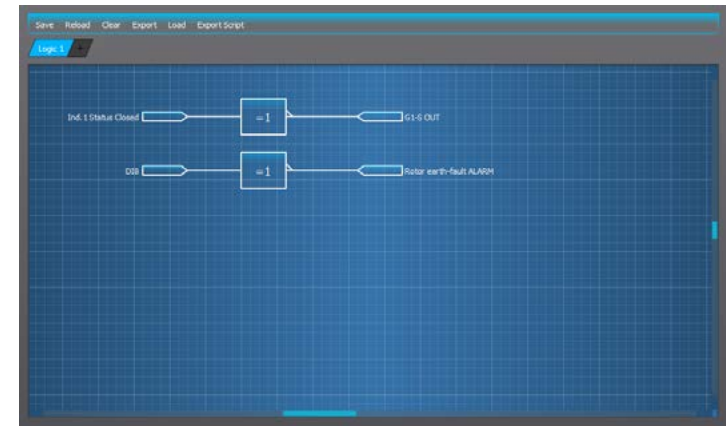 Save Reload Clear Export Load Export Script
Logic 1 +
Ind. 1 Status Closed =1 G1-S OUT
DI8 =1 Rotor earth-fault ALARM